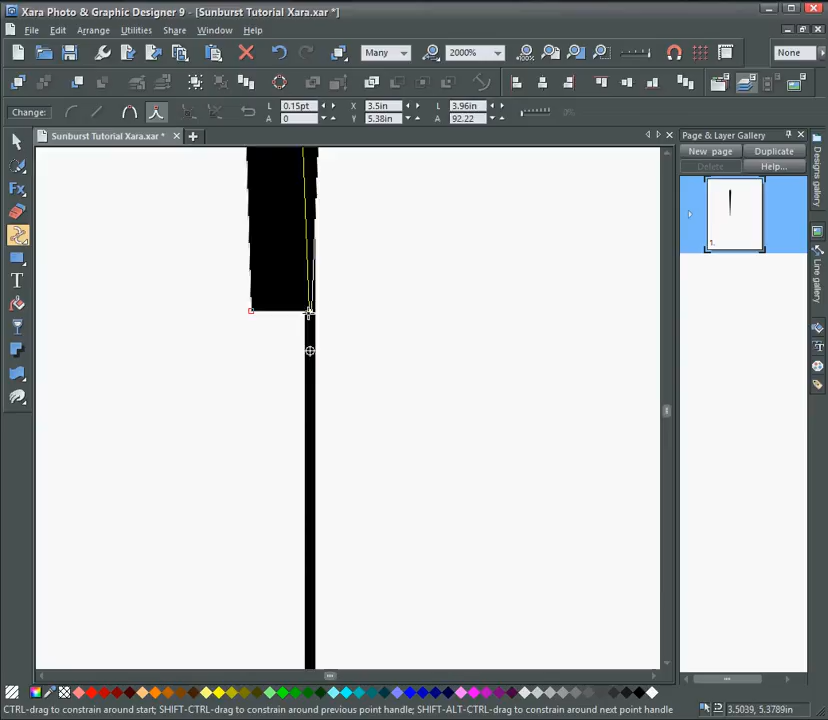 Xara Photo & Graphic Designer 9 - [Sunburst Tutorial Xara.xar *]
File Edit Arrange Utilities Share Window Help
Many 2000% None
Change: L 0.15pt X 3.5in L 3.96in
A 0 Y 5.38in A 92.22
Sunburst Tutorial Xara.xar *
Page & Layer Gallery
New page Duplicate
Delete Help...
1.
Designs gallery
Line gallery
CTRL-drag to constrain around start; SHIFT-CTRL-drag to constrain around previous point handle; SHIFT-ALT-CTRL-drag to constrain around next point handle
3.5039, 5.3789in